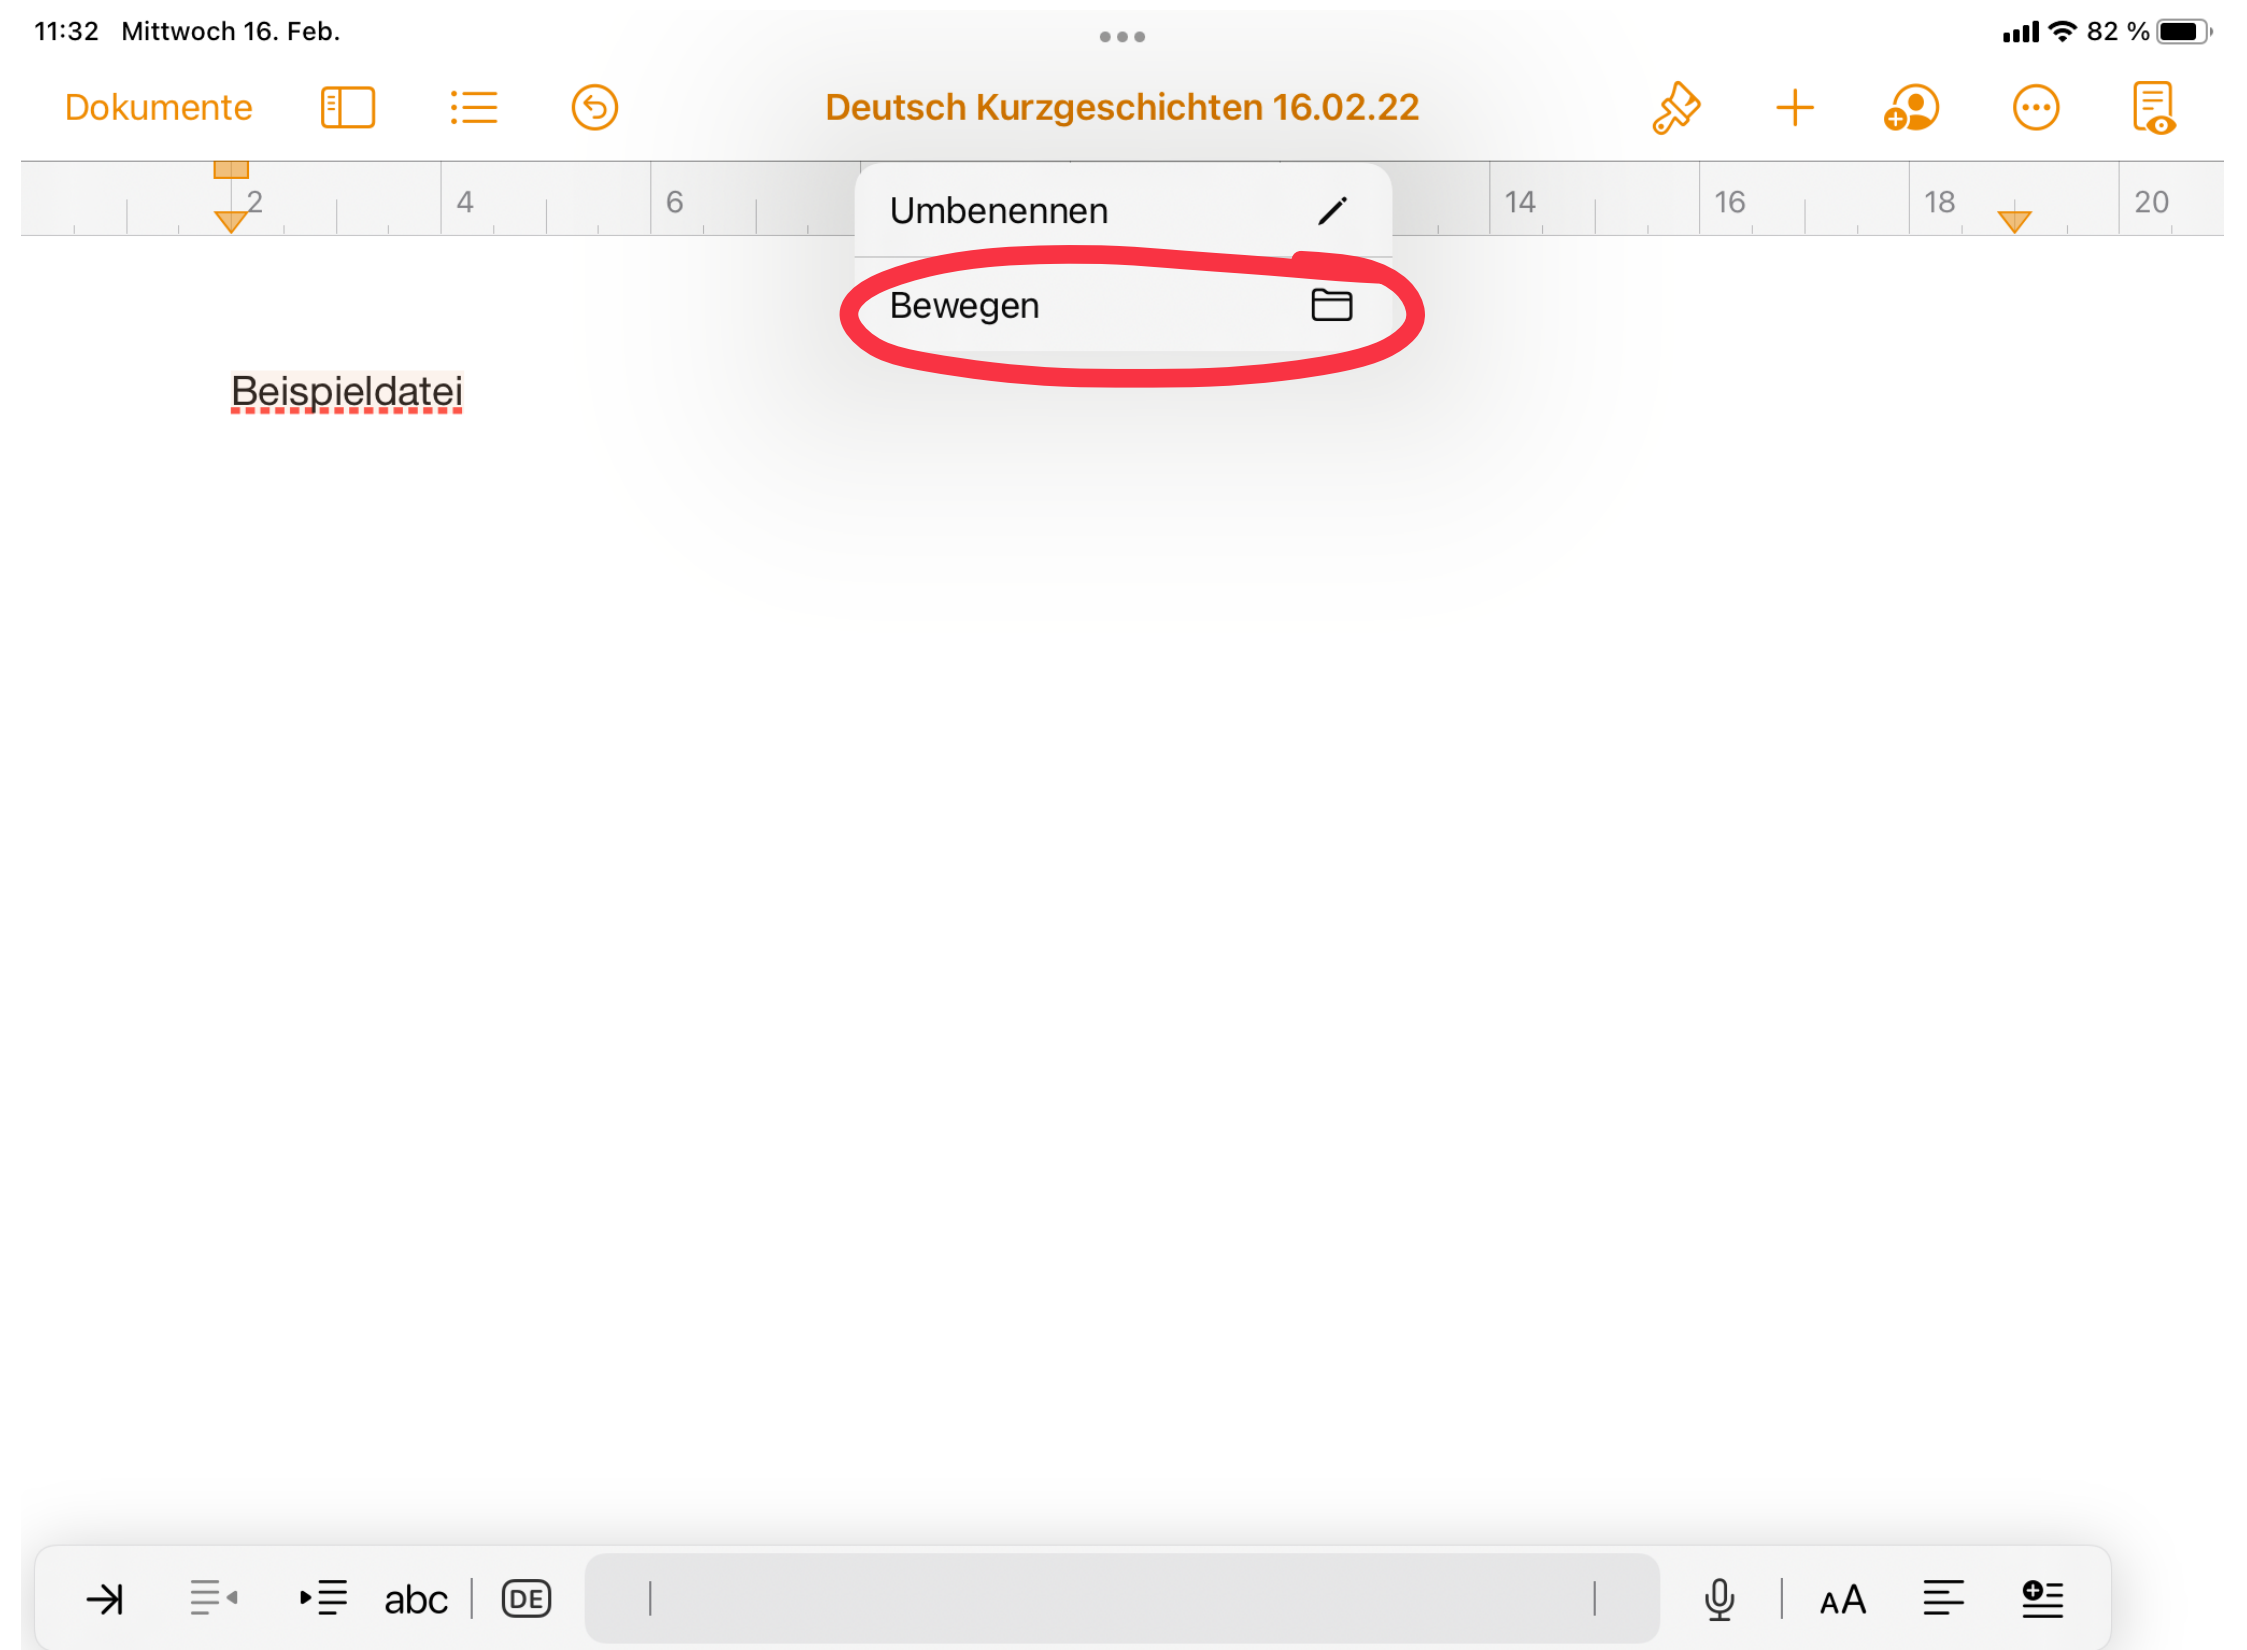 11:32 Mittwoch 16. Feb. 82 %
Dokumente Deutsch Kurzgeschichten 16.02.22
2 4 6 14 16 18 20
Umbenennen
Bewegen
Beispieldatei
abc DE AA